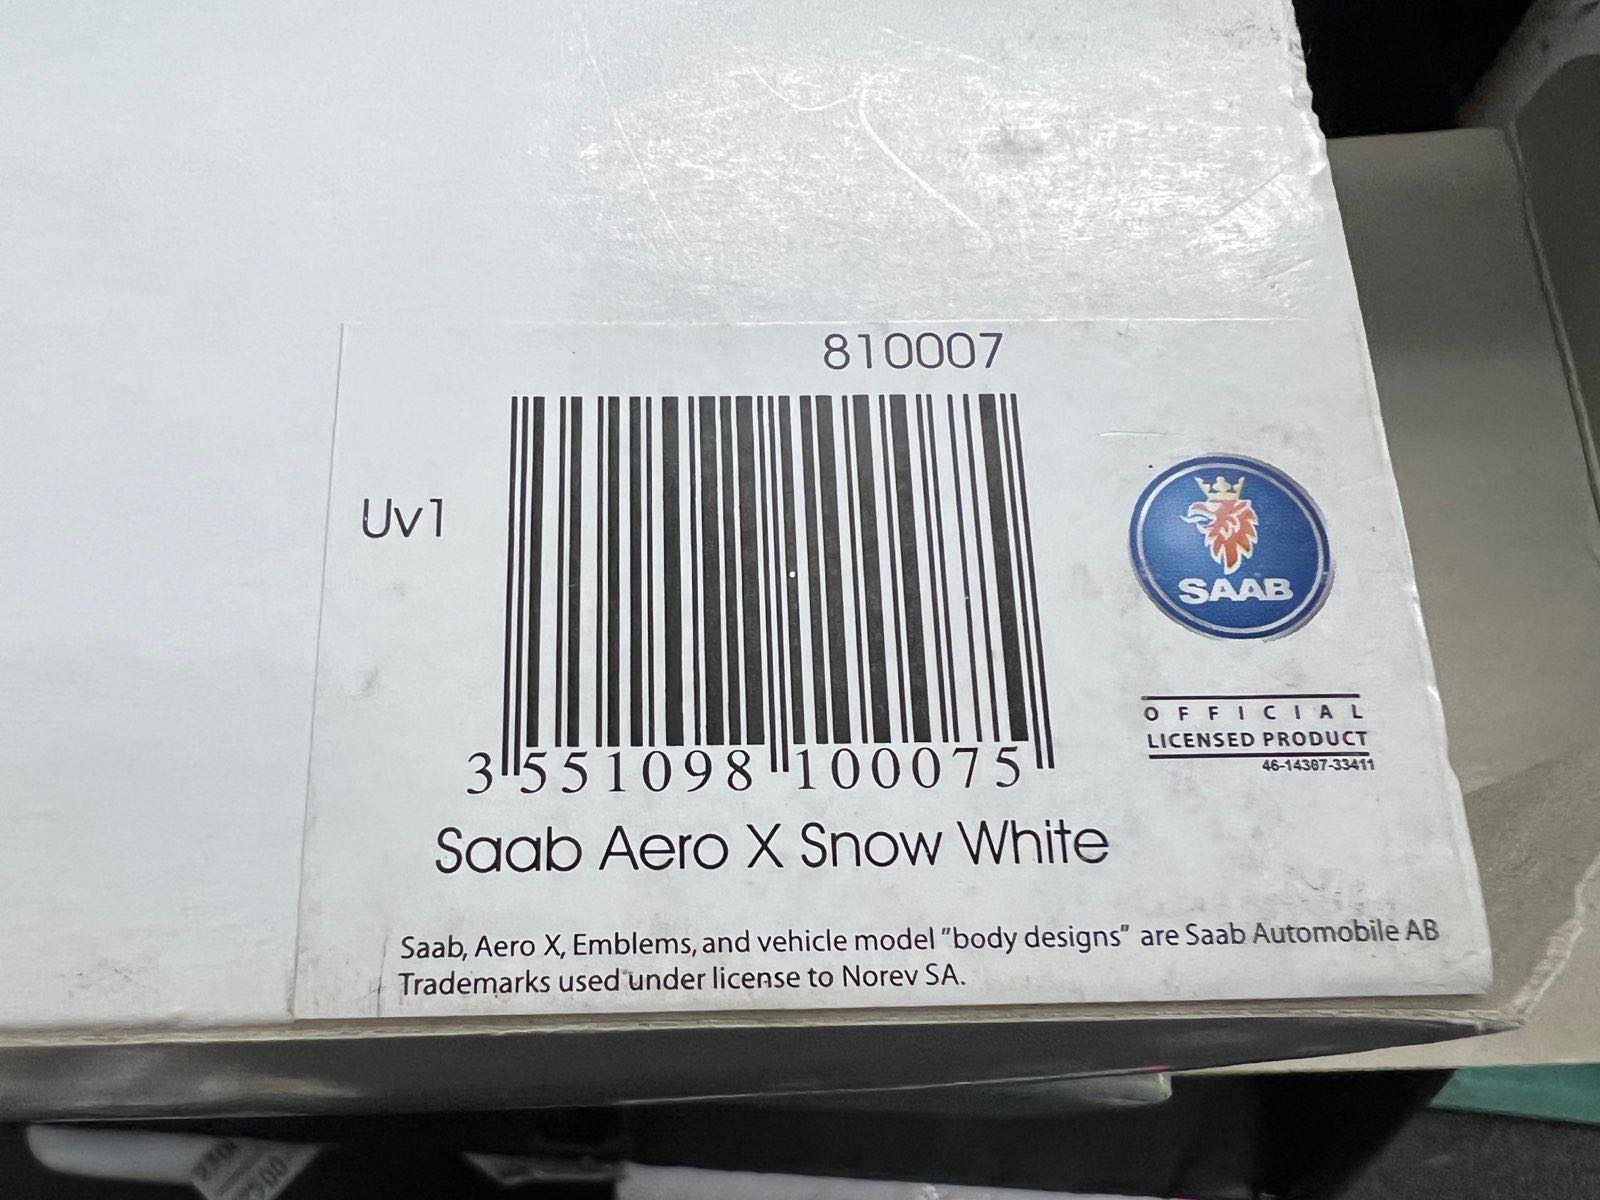 810007
Uv1
SAAB
OFFICIAL
LICENSED PRODUCT
46-14367-33411
3 551098 100075
Saab Aero X Snow White
Saab, Aero X, Emblems, and vehicle model "body designs" are Saab Automobile AB
Trademarks used under license to Norev SA.